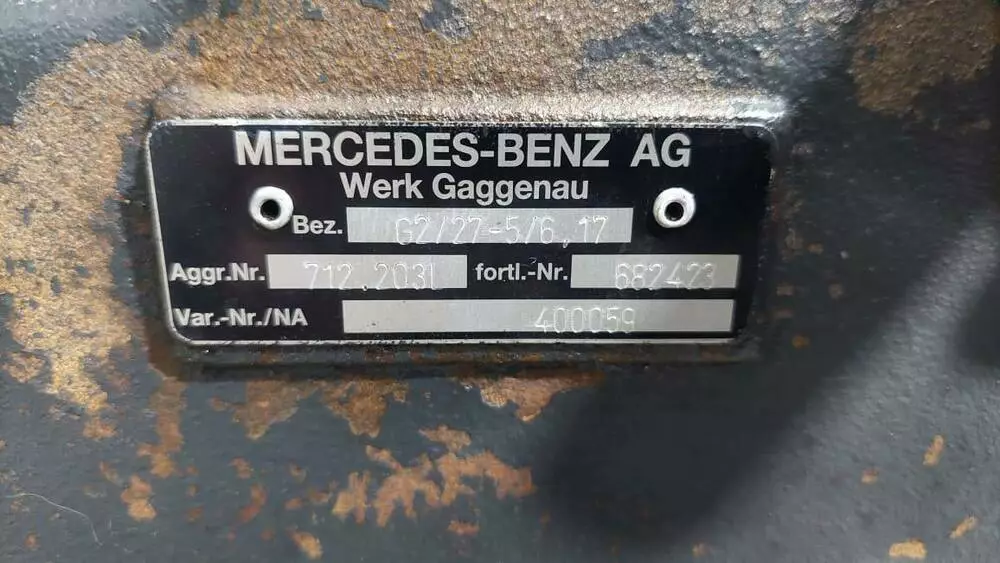 MERCEDES-BENZ AG
Werk Gaggenau
Bez. G2/27-5/6,17
Aggr.Nr. 712.203L fortl.-Nr. 682423
Var.-Nr./NA 400059